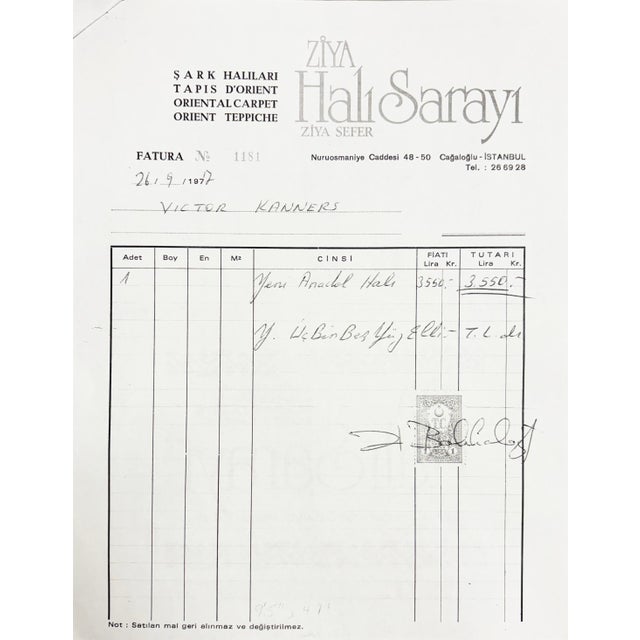 ŞARK HALILARI
TAPIS D'ORIENT
ORIENTAL CARPET
ORIENT TEPPICHE
ZİYA
Halı Sarayı
ZİYA SEFER
FATURA № 1181
Nuruosmaniye Caddesi 48 - 50 Cağaloğlu - İSTANBUL
Tel. : 26 69 28
26/9/1977
VICTOR KANNERS
Adet Boy En M² CİNSİ FİATI Lira Kr. TUTARI Lira Kr.
1 Yeni Anadol Halı 3550.- 3.550.-
Y. ÜçBinBeşYüzElli.- T.L dır
T.C
Not : Satılan mal geri alınmaz ve değiştirilmez.